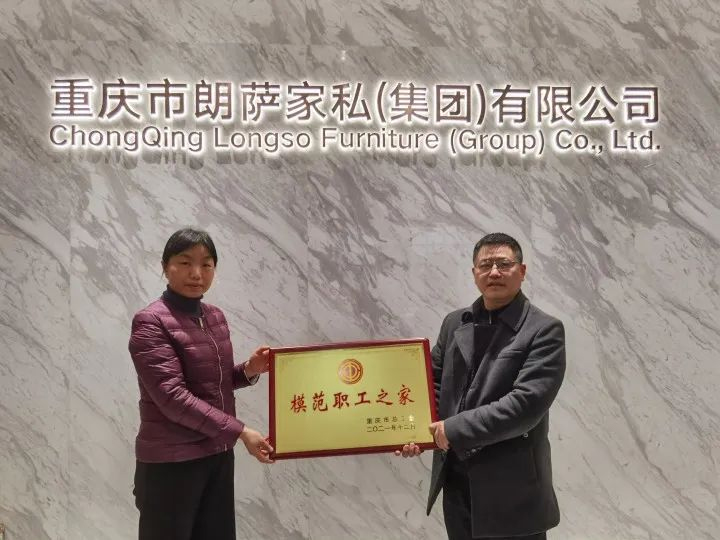 重庆市朗萨家私(集团)有限公司
ChongQing Longso Furniture (Group) Co., Ltd.
模范职工之家
重庆市总工会
二〇二一年十二月